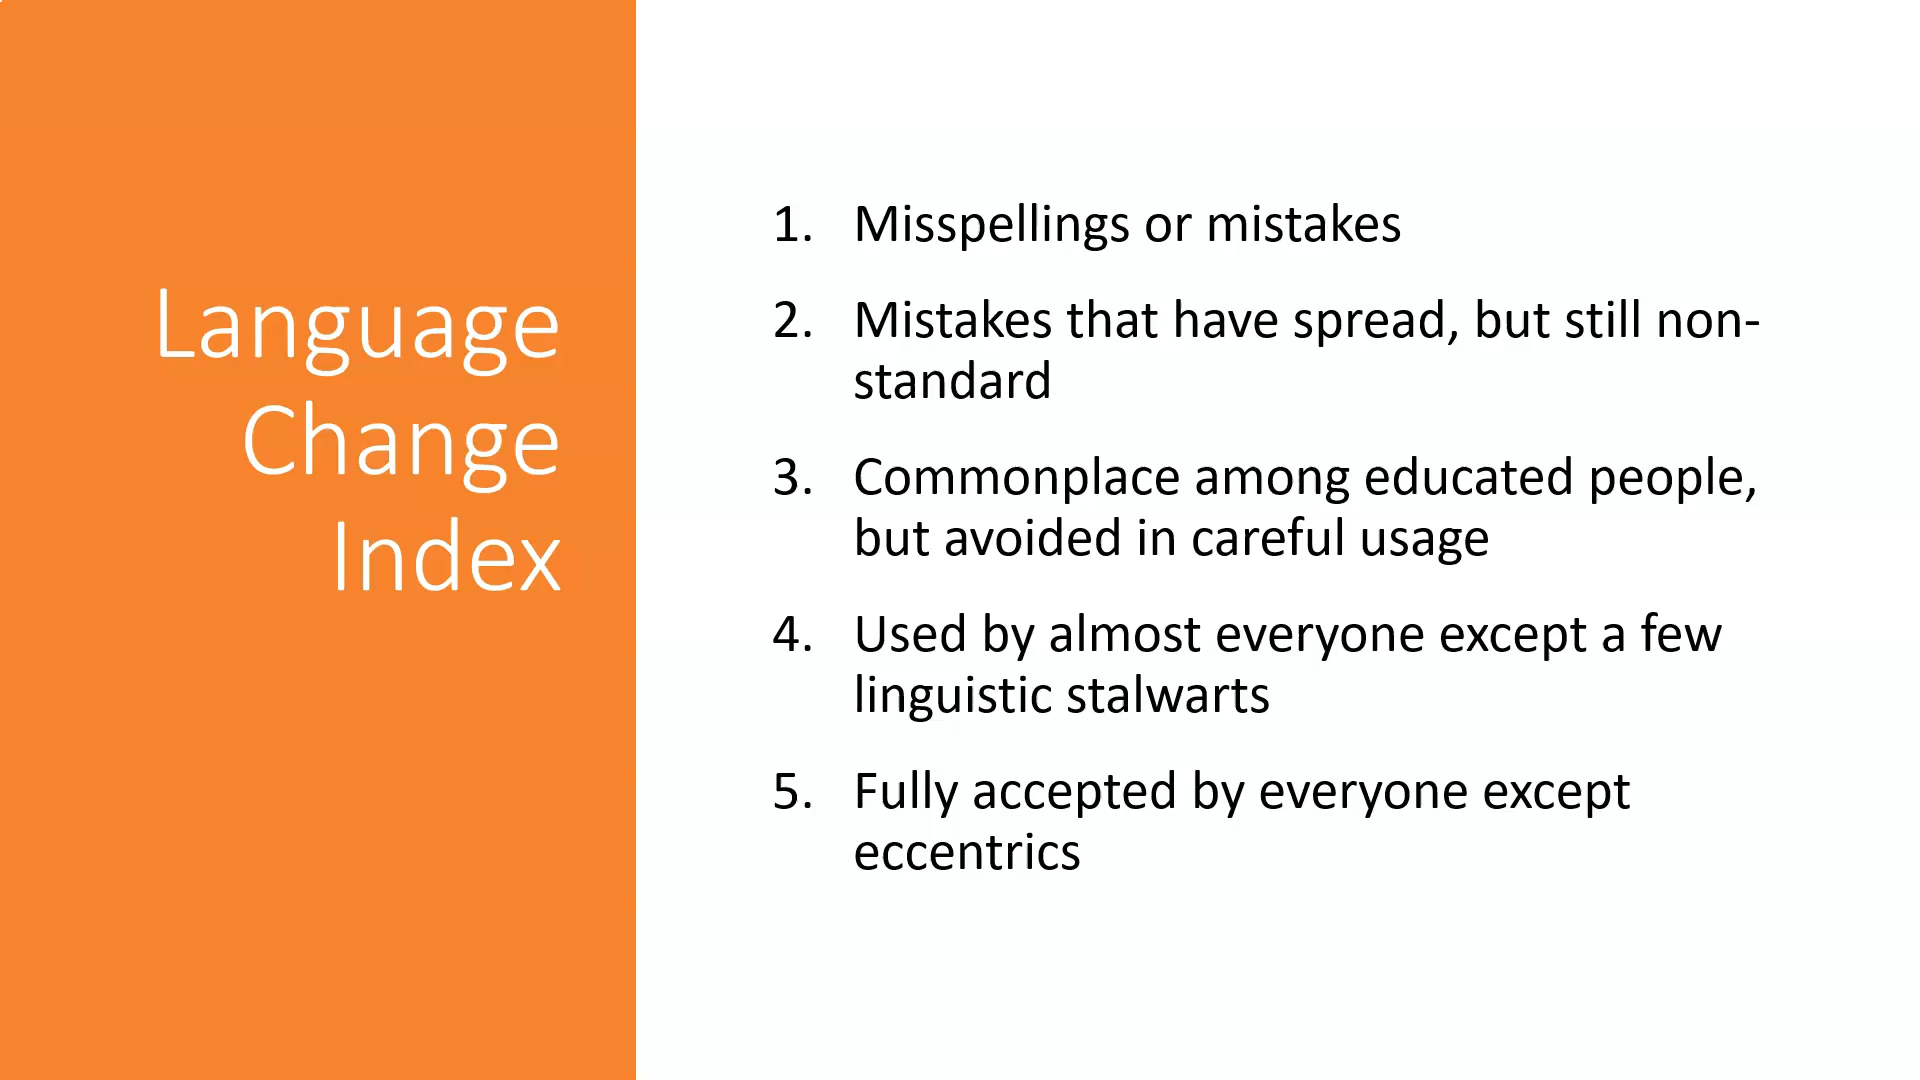 Language
Change
Index
1. Misspellings or mistakes
2. Mistakes that have spread, but still non-
standard
3. Commonplace among educated people,
but avoided in careful usage
4. Used by almost everyone except a few
linguistic stalwarts
5. Fully accepted by everyone except
eccentrics